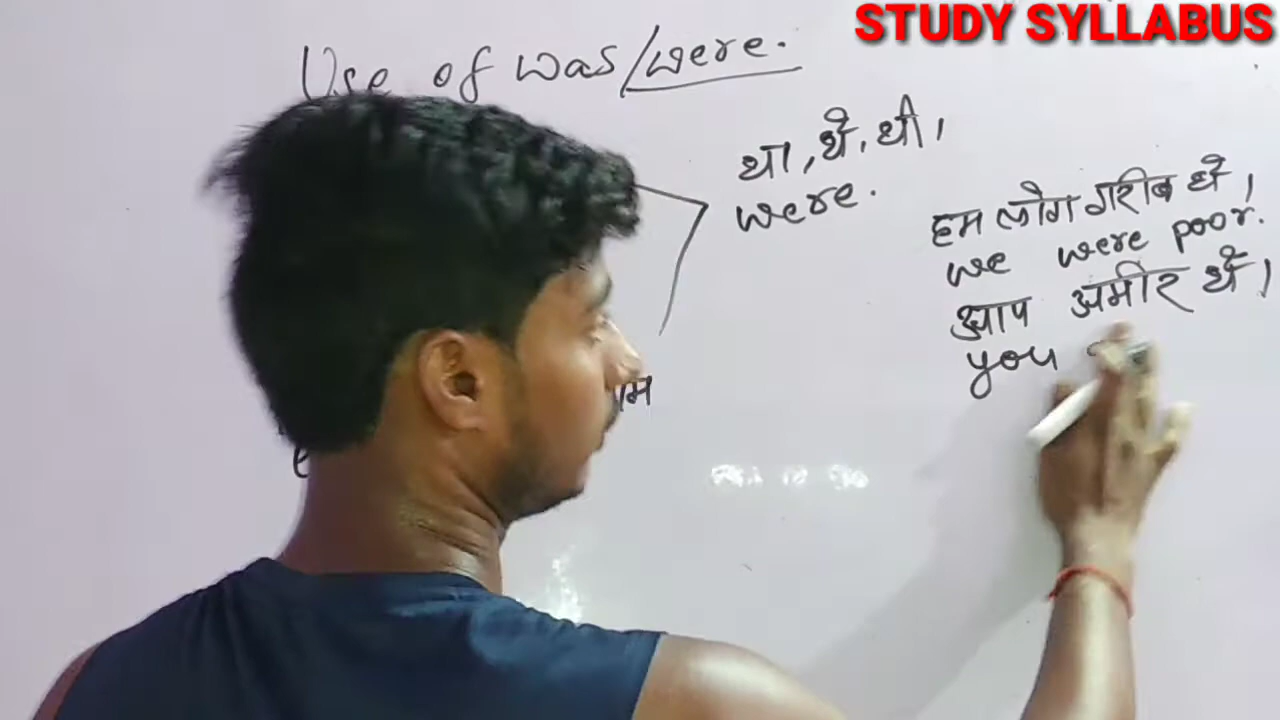 STUDY SYLLABUS
Use of was/were.
था, थे, थी।
were.
हम लोग गरीब थे।
we were poor.
आप अमीर थे।
you